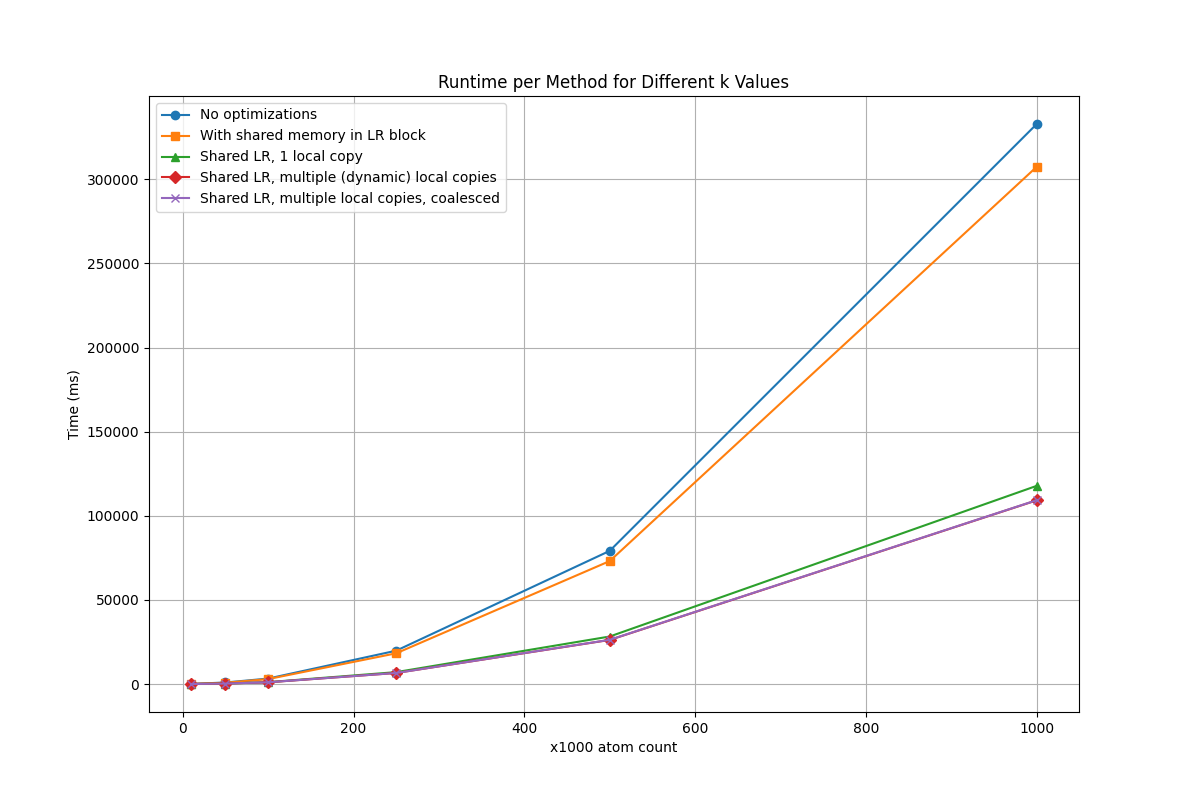 Runtime per Method for Different k Values
No optimizations
With shared memory in LR block
Shared LR, 1 local copy
Shared LR, multiple (dynamic) local copies
Shared LR, multiple local copies, coalesced
Time (ms)
300000
250000
200000
150000
100000
50000
0
0 200 400 600 800 1000
x1000 atom count